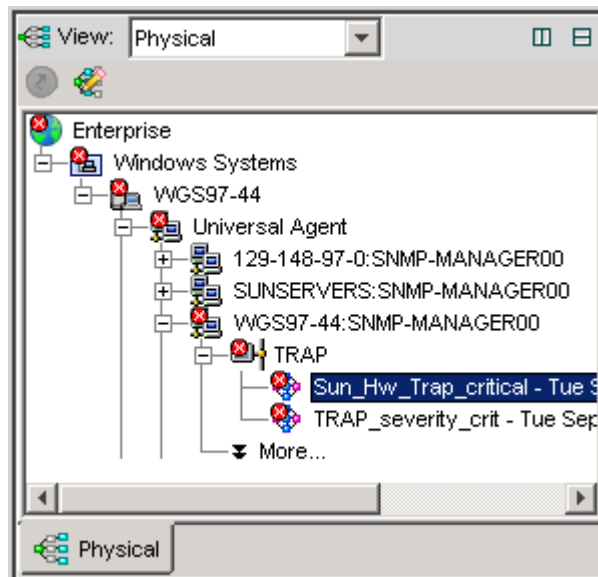 View: Physical
Enterprise
Windows Systems
WGS97-44
Universal Agent
129-148-97-0:SNMP-MANAGER00
SUNSERVERS:SNMP-MANAGER00
WGS97-44:SNMP-MANAGER00
TRAP
Sun_Hw_Trap_critical - Tue S
TRAP_severity_crit - Tue Sep
More...
Physical